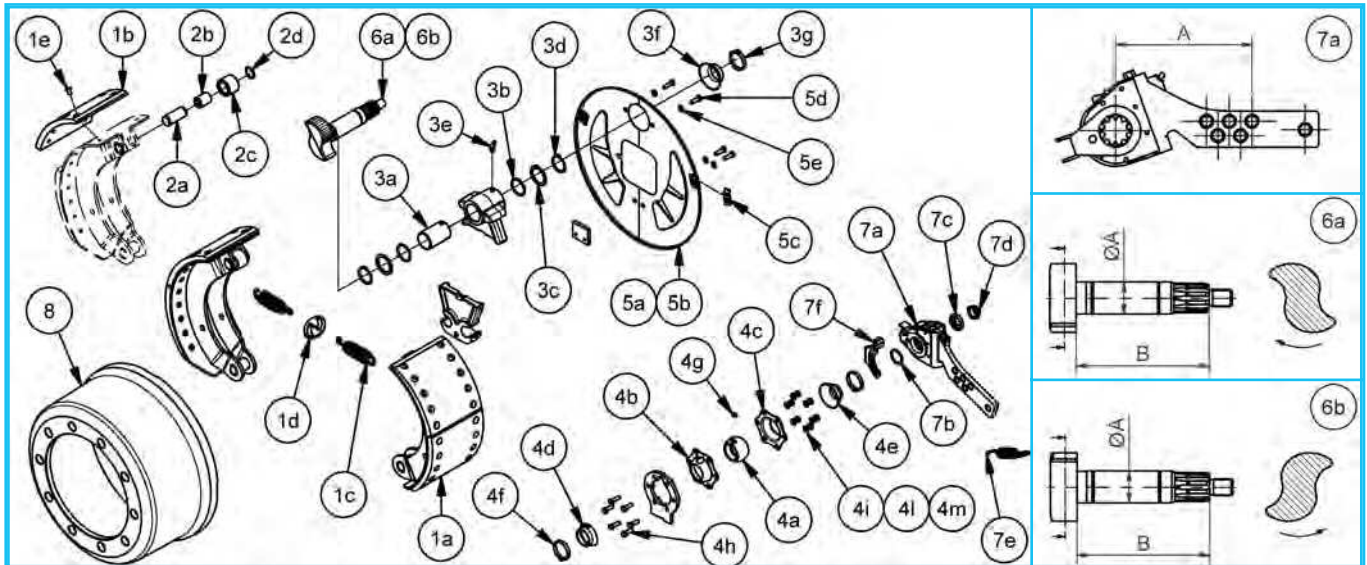 1e 1b 2b 2d 6a 6b 3d 3f 3g
3b 5d
3e
2a 2c 3a 5e
5c 7a 7c 7d
3c 5a 5b
8 7f
4c
4g
1d 4b 7b
4d 4e
4f 1c 1a 4h 4a 4i 4l 4m 7e
A 7a
6a
ØA
B
6b
ØA
B